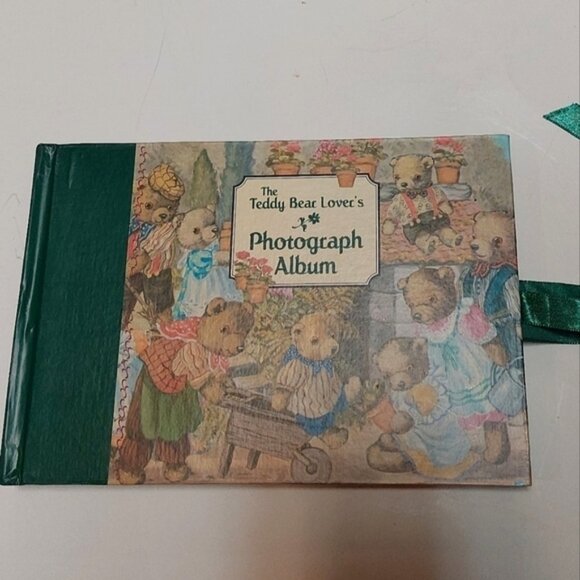 The
Teddy Bear Lover's
Photograph
Album